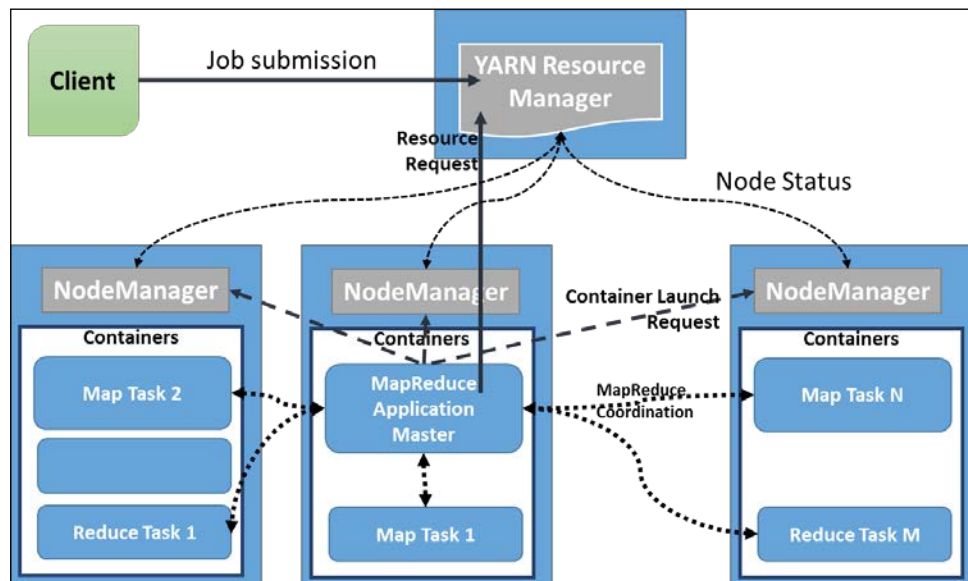 Client
Job submission
YARN Resource
Manager
Resource
Request
Node Status
NodeManager
NodeManager
NodeManager
Container Launch
Request
Containers
Containers
Containers
Map Task 2
MapReduce
Application
Master
MapReduce
Coordination
Map Task N
Reduce Task 1
Map Task 1
Reduce Task M